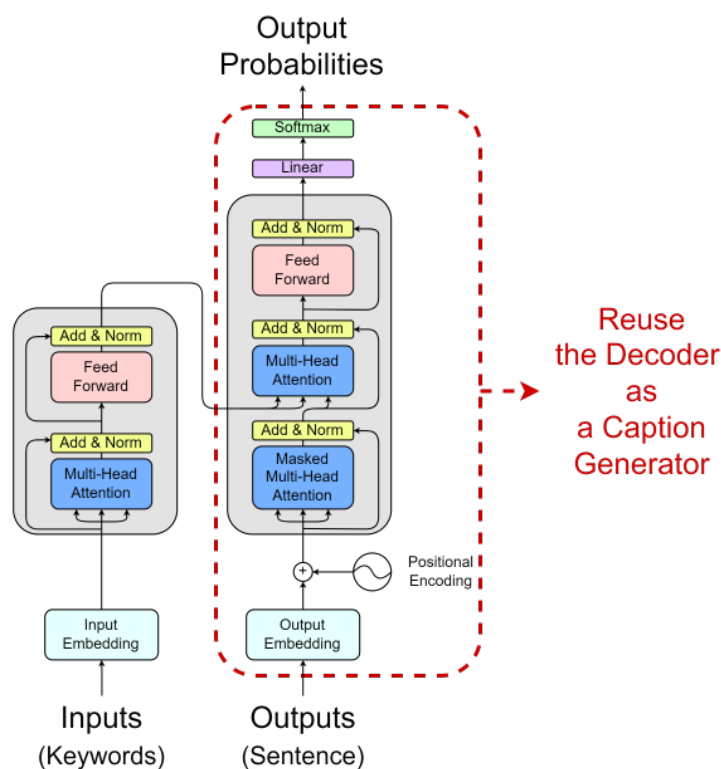 Output
Probabilities
Softmax
Linear
Add & Norm
Feed
Forward
Add & Norm
Multi-Head
Attention
Add & Norm
Masked
Multi-Head
Attention
Positional
Encoding
+
Output
Embedding
Outputs
(Sentence)
Add & Norm
Feed
Forward
Add & Norm
Multi-Head
Attention
Input
Embedding
Inputs
(Keywords)
Reuse
the Decoder
as
a Caption
Generator